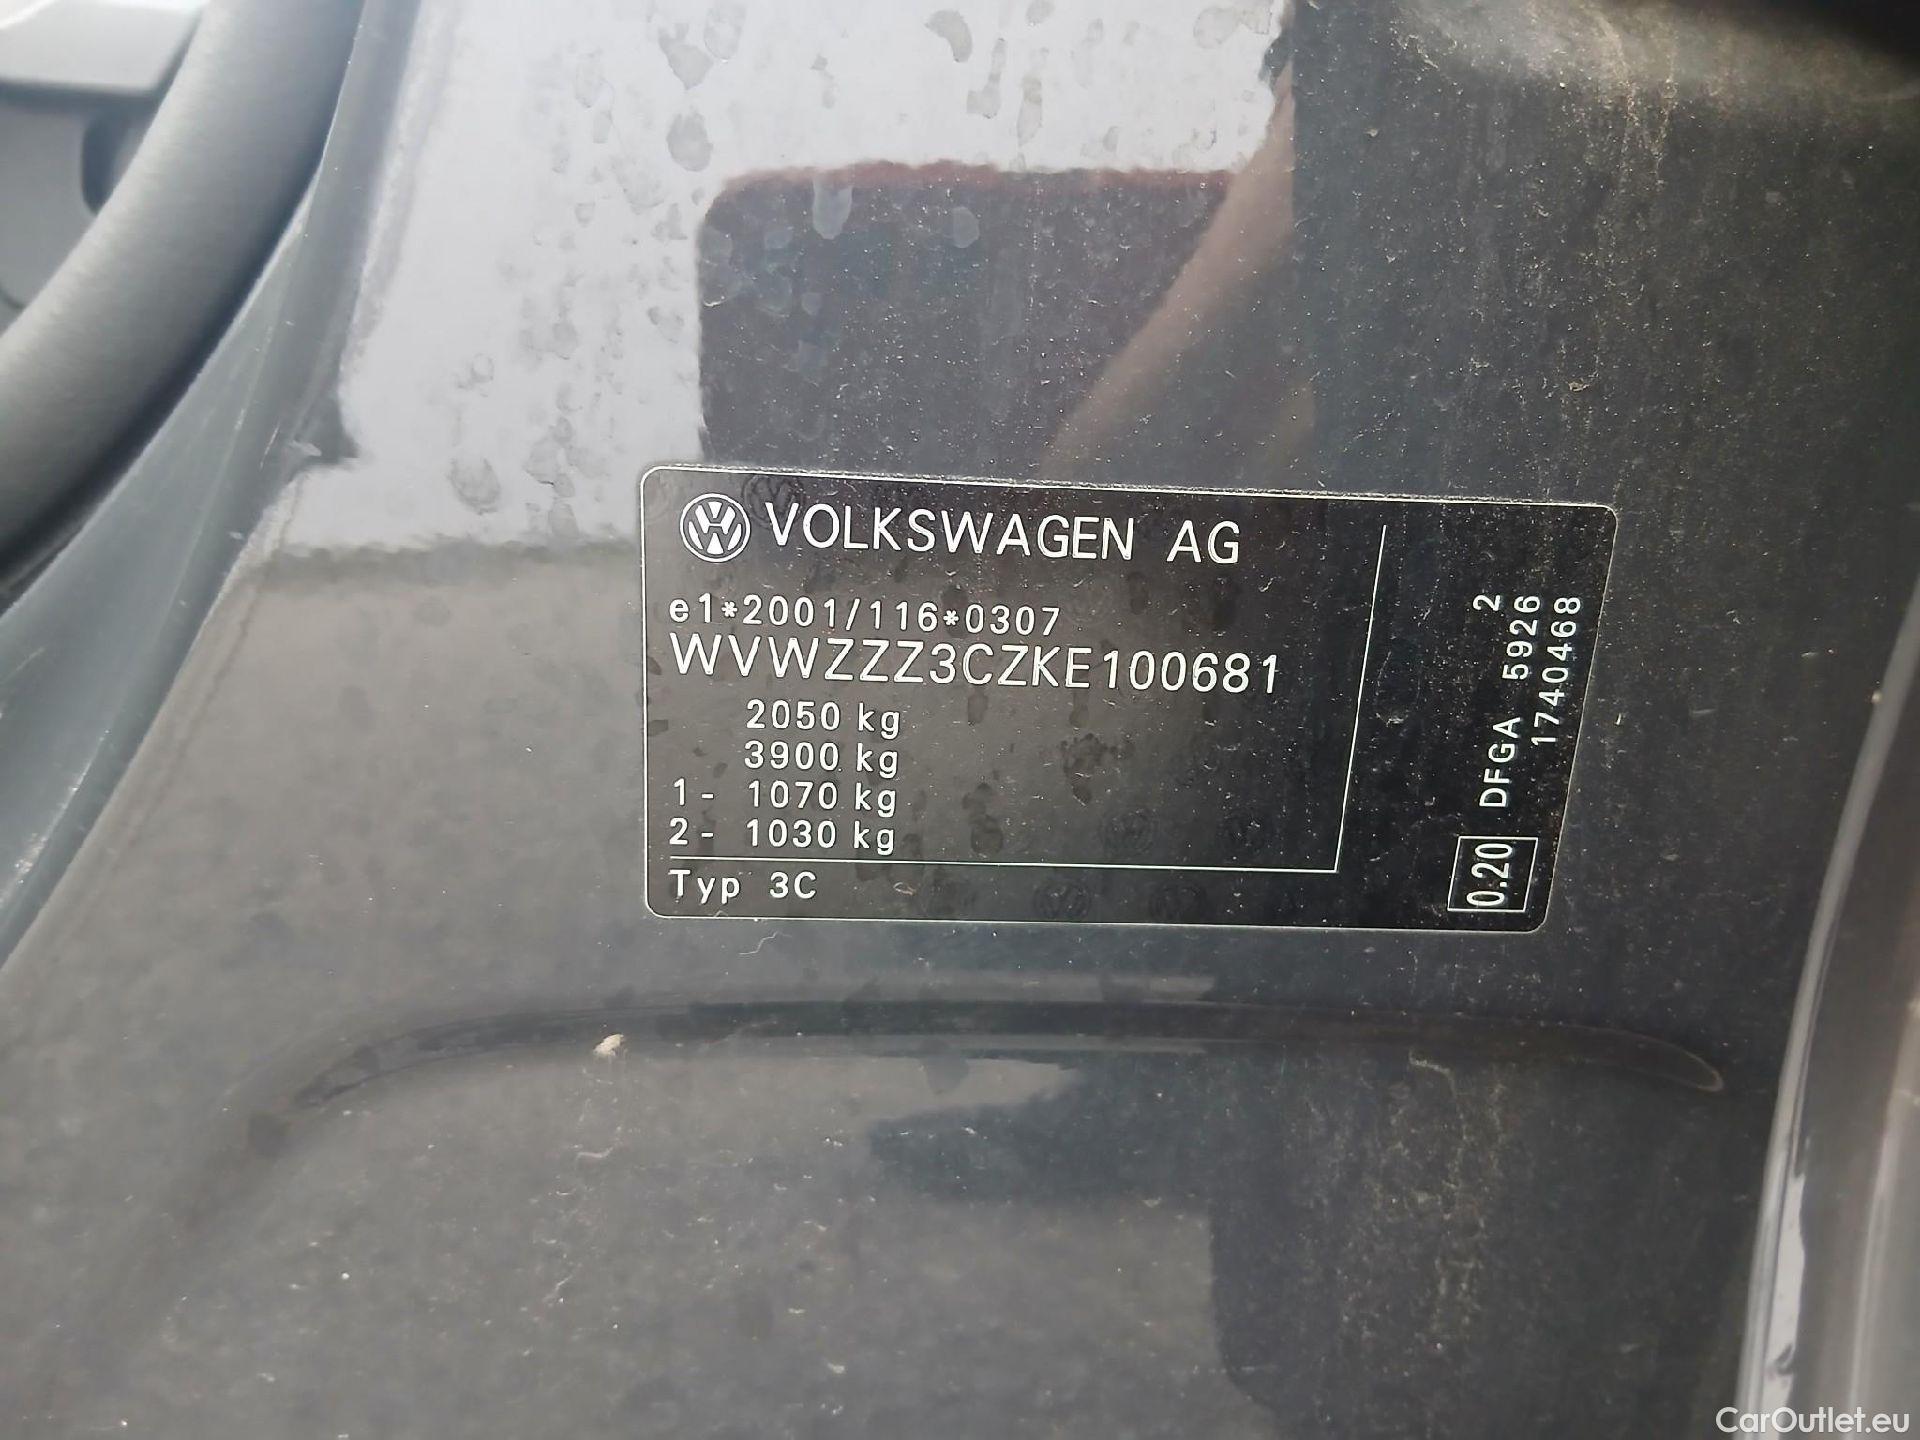 VOLKSWAGEN AG
e1*2001/116*0307
WVWZZZ3CZKE100681
2050 kg
3900 kg
1- 1070 kg
2- 1030 kg
Typ 3C
0.20 DFGA 5926 2
1740468
CarOutlet.eu